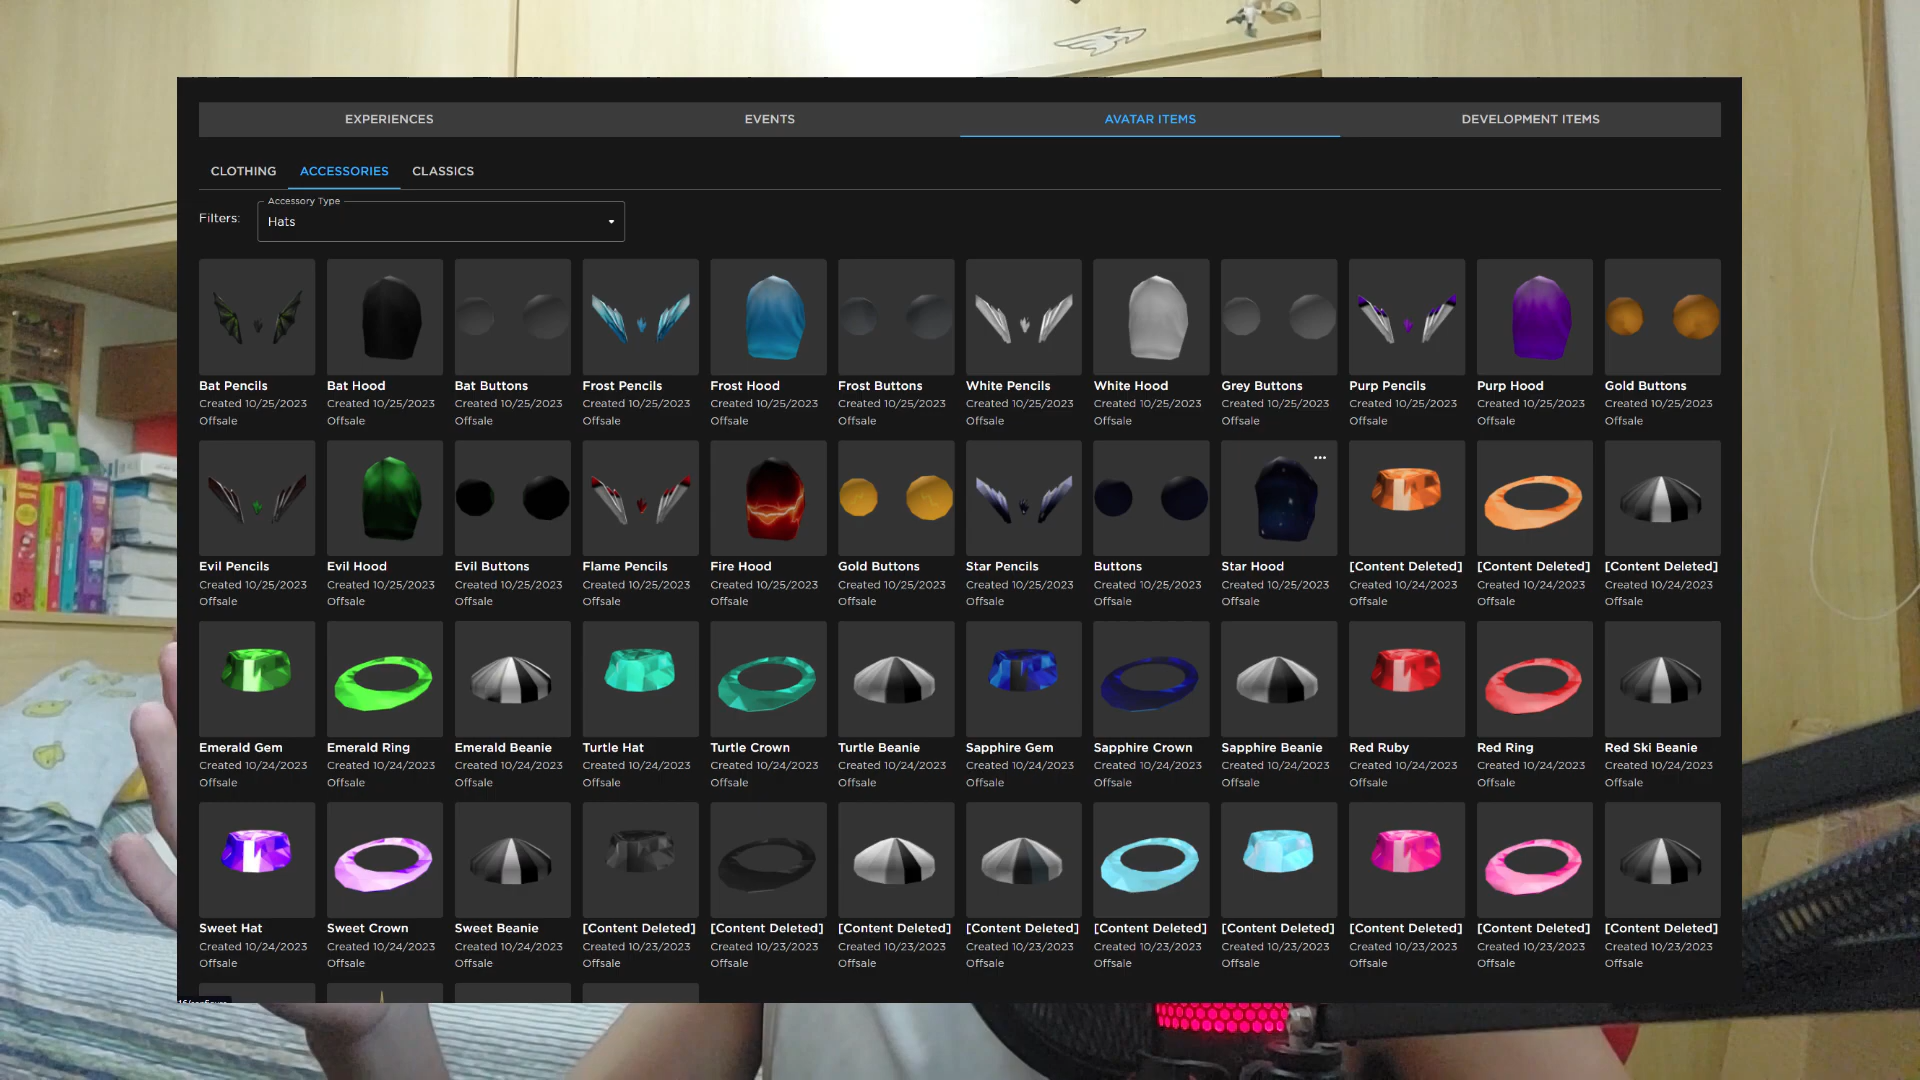 EXPERIENCES EVENTS AVATAR ITEMS DEVELOPMENT ITEMS
CLOTHING ACCESSORIES CLASSICS
Filters:
Accessory Type
Hats
Bat Pencils Bat Hood Bat Buttons Frost Pencils Frost Hood Frost Buttons White Pencils White Hood Grey Buttons Purp Pencils Purp Hood Gold Buttons
Created 10/25/2023 Created 10/25/2023 Created 10/25/2023 Created 10/25/2023 Created 10/25/2023 Created 10/25/2023 Created 10/25/2023 Created 10/25/2023 Created 10/25/2023 Created 10/25/2023 Created 10/25/2023 Created 10/25/2023
Offsale Offsale Offsale Offsale Offsale Offsale Offsale Offsale Offsale Offsale Offsale Offsale
Evil Pencils Evil Hood Evil Buttons Flame Pencils Fire Hood Gold Buttons Star Pencils Buttons Star Hood [Content Deleted] [Content Deleted] [Content Deleted]
Created 10/25/2023 Created 10/25/2023 Created 10/25/2023 Created 10/25/2023 Created 10/25/2023 Created 10/25/2023 Created 10/25/2023 Created 10/25/2023 Created 10/25/2023 Created 10/24/2023 Created 10/24/2023 Created 10/24/2023
Offsale Offsale Offsale Offsale Offsale Offsale Offsale Offsale Offsale Offsale Offsale Offsale
Emerald Gem Emerald Ring Emerald Beanie Turtle Hat Turtle Crown Turtle Beanie Sapphire Gem Sapphire Crown Sapphire Beanie Red Ruby Red Ring Red Ski Beanie
Created 10/24/2023 Created 10/24/2023 Created 10/24/2023 Created 10/24/2023 Created 10/24/2023 Created 10/24/2023 Created 10/24/2023 Created 10/24/2023 Created 10/24/2023 Created 10/24/2023 Created 10/24/2023 Created 10/24/2023
Offsale Offsale Offsale Offsale Offsale Offsale Offsale Offsale Offsale Offsale Offsale Offsale
Sweet Hat Sweet Crown Sweet Beanie [Content Deleted] [Content Deleted] [Content Deleted] [Content Deleted] [Content Deleted] [Content Deleted] [Content Deleted] [Content Deleted] [Content Deleted]
Created 10/24/2023 Created 10/24/2023 Created 10/24/2023 Created 10/23/2023 Created 10/23/2023 Created 10/23/2023 Created 10/23/2023 Created 10/23/2023 Created 10/23/2023 Created 10/23/2023 Created 10/23/2023 Created 10/23/2023
Offsale Offsale Offsale Offsale Offsale Offsale Offsale Offsale Offsale Offsale Offsale Offsale